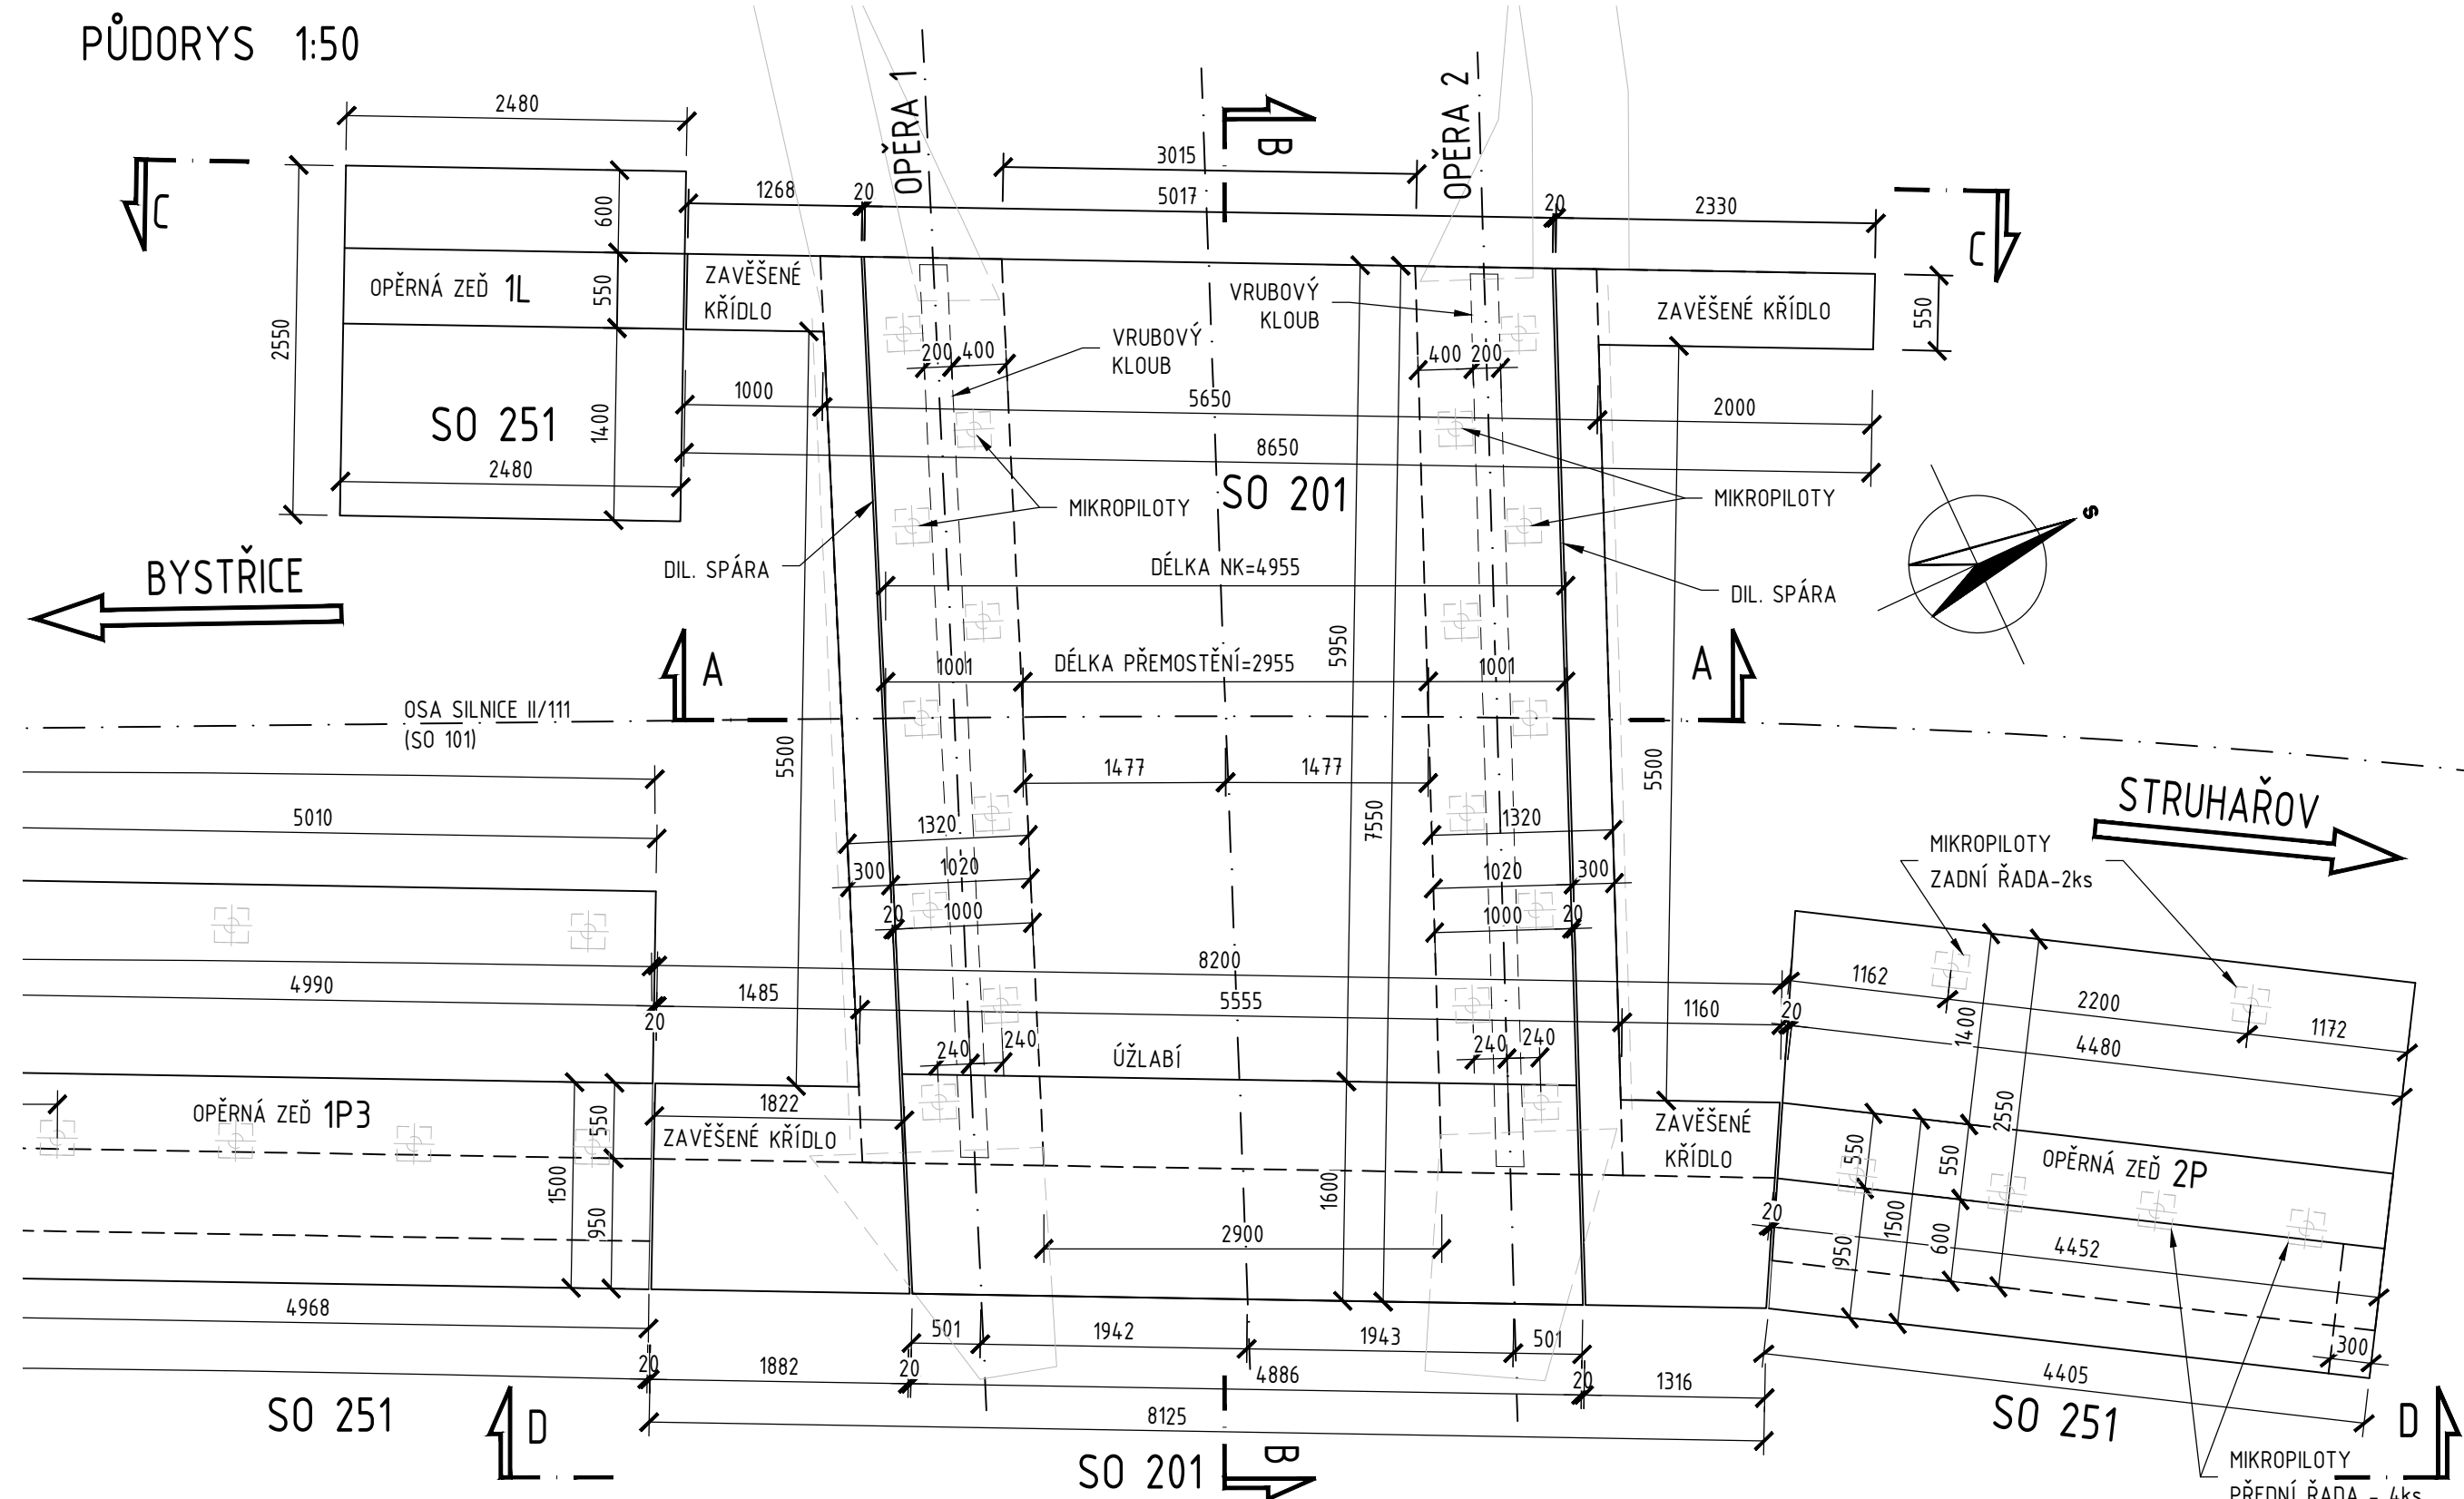 PŮDORYS 1:50
2480
OPĚRA 1
B
OPĚRA 2
3015
C
1268
20
5017
20
2330
C
600
OPĚRNÁ ZEĎ 1L
550
ZAVĚŠENÉ
KŘÍDLO
VRUBOVÝ
KLOUB
ZAVĚŠENÉ KŘÍDLO
550
2550
VRUBOVÝ
KLOUB
200
400
400
200
1000
5650
2000
SO 251
1400
8650
2480
SO 201
MIKROPILOTY
MIKROPILOTY
S
DIL. SPÁRA
DÉLKA NK=4955
DIL. SPÁRA
BYSTŘICE
5950
A
1001
DÉLKA PŘEMOSTĚNÍ=2955
1001
A
OSA SILNICE II/111
(SO 101)
5500
1477
1477
5500
STRUHAŘOV
5010
7550
1320
1320
MIKROPILOTY
ZADNÍ ŘADA-2ks
300
1020
1020
300
20
1000
1000
20
8200
4990
1485
5555
1160
20
20
1162
2200
1172
1400
4480
240
240
ÚŽLABÍ
240
240
OPĚRNÁ ZEĎ 1P3
550
1822
ZAVĚŠENÉ KŘÍDLO
ZAVĚŠENÉ
KŘÍDLO
2550
550
550
OPĚRNÁ ZEĎ 2P
1500
950
1600
2900
20
950
1500
600
4452
4968
501
1942
1943
501
300
20
1882
20
4886
20
1316
4405
SO 251
D
8125
SO 251
D
SO 201
B
MIKROPILOTY
PŘEDNÍ ŘADA - 4ks